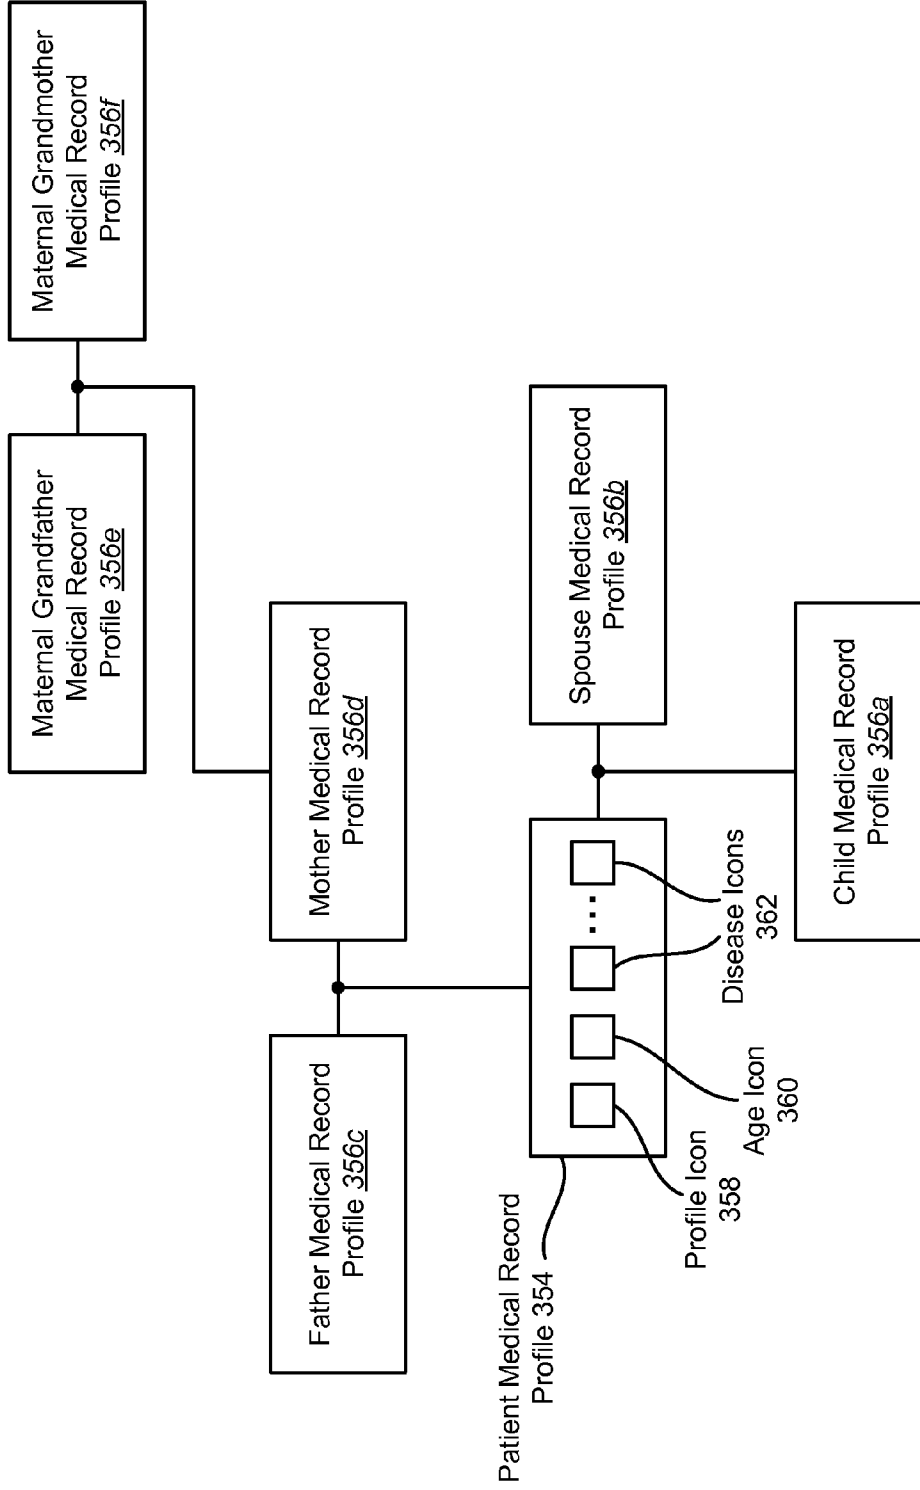 Maternal Grandfather
Medical Record
Profile 356e
Maternal Grandmother
Medical Record
Profile 356f
Father Medical Record
Profile 356c
Mother Medical Record
Profile 356d
Patient Medical Record
Profile 354
Spouse Medical Record
Profile 356b
Profile Icon
358
Age Icon
360
Disease Icons
362
Child Medical Record
Profile 356a